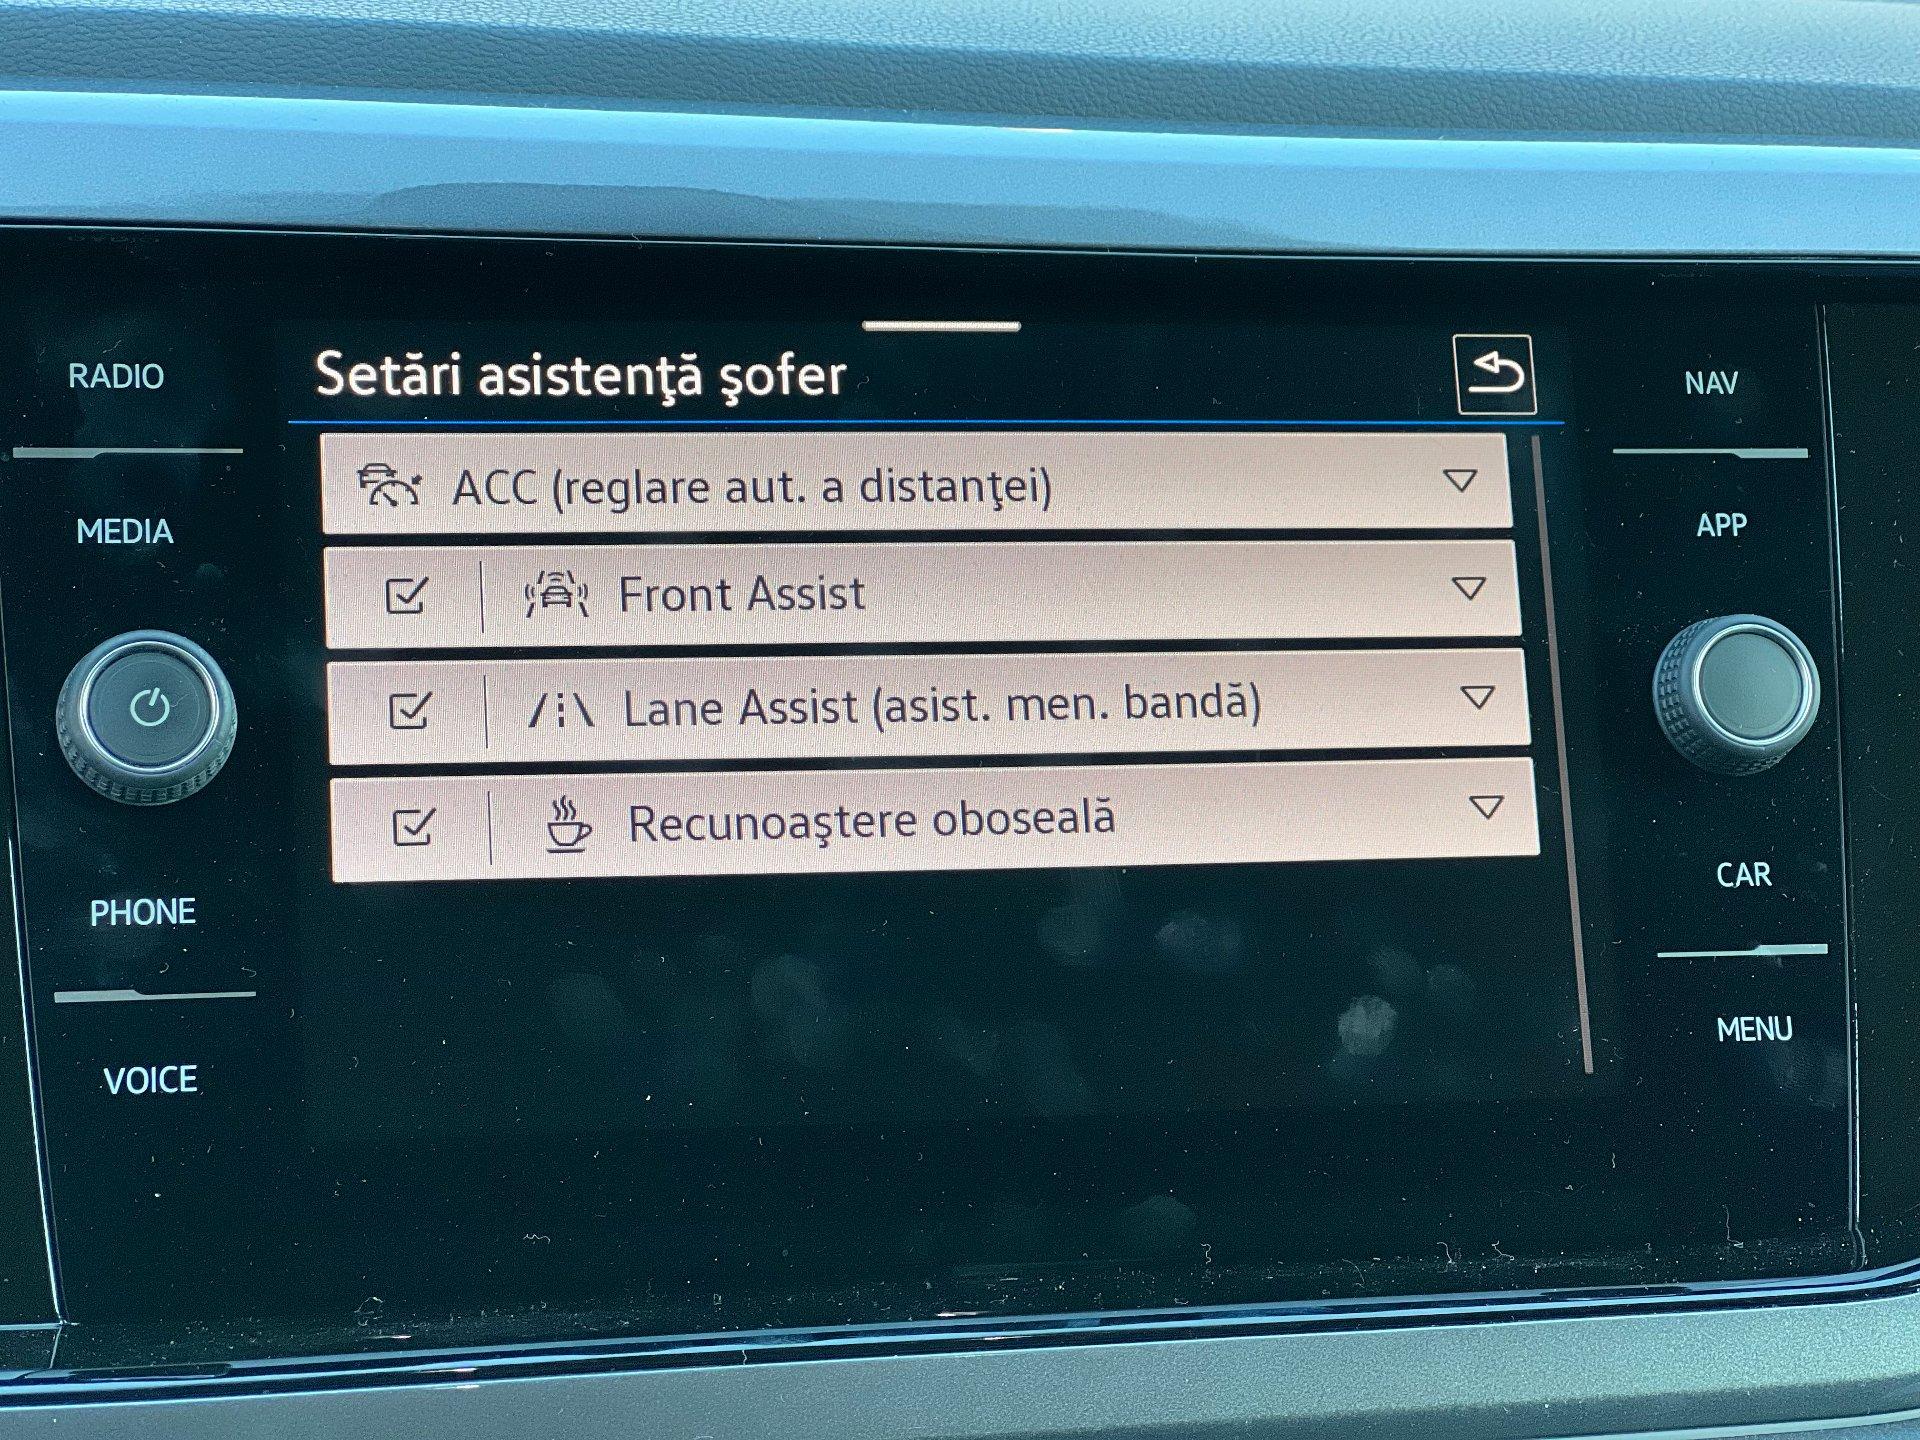 RADIO
MEDIA
PHONE
VOICE
Setări asistenţă şofer
ACC (reglare aut. a distanţei)
Front Assist
Lane Assist (asist. men. bandă)
Recunoaştere oboseală
NAV
APP
CAR
MENU